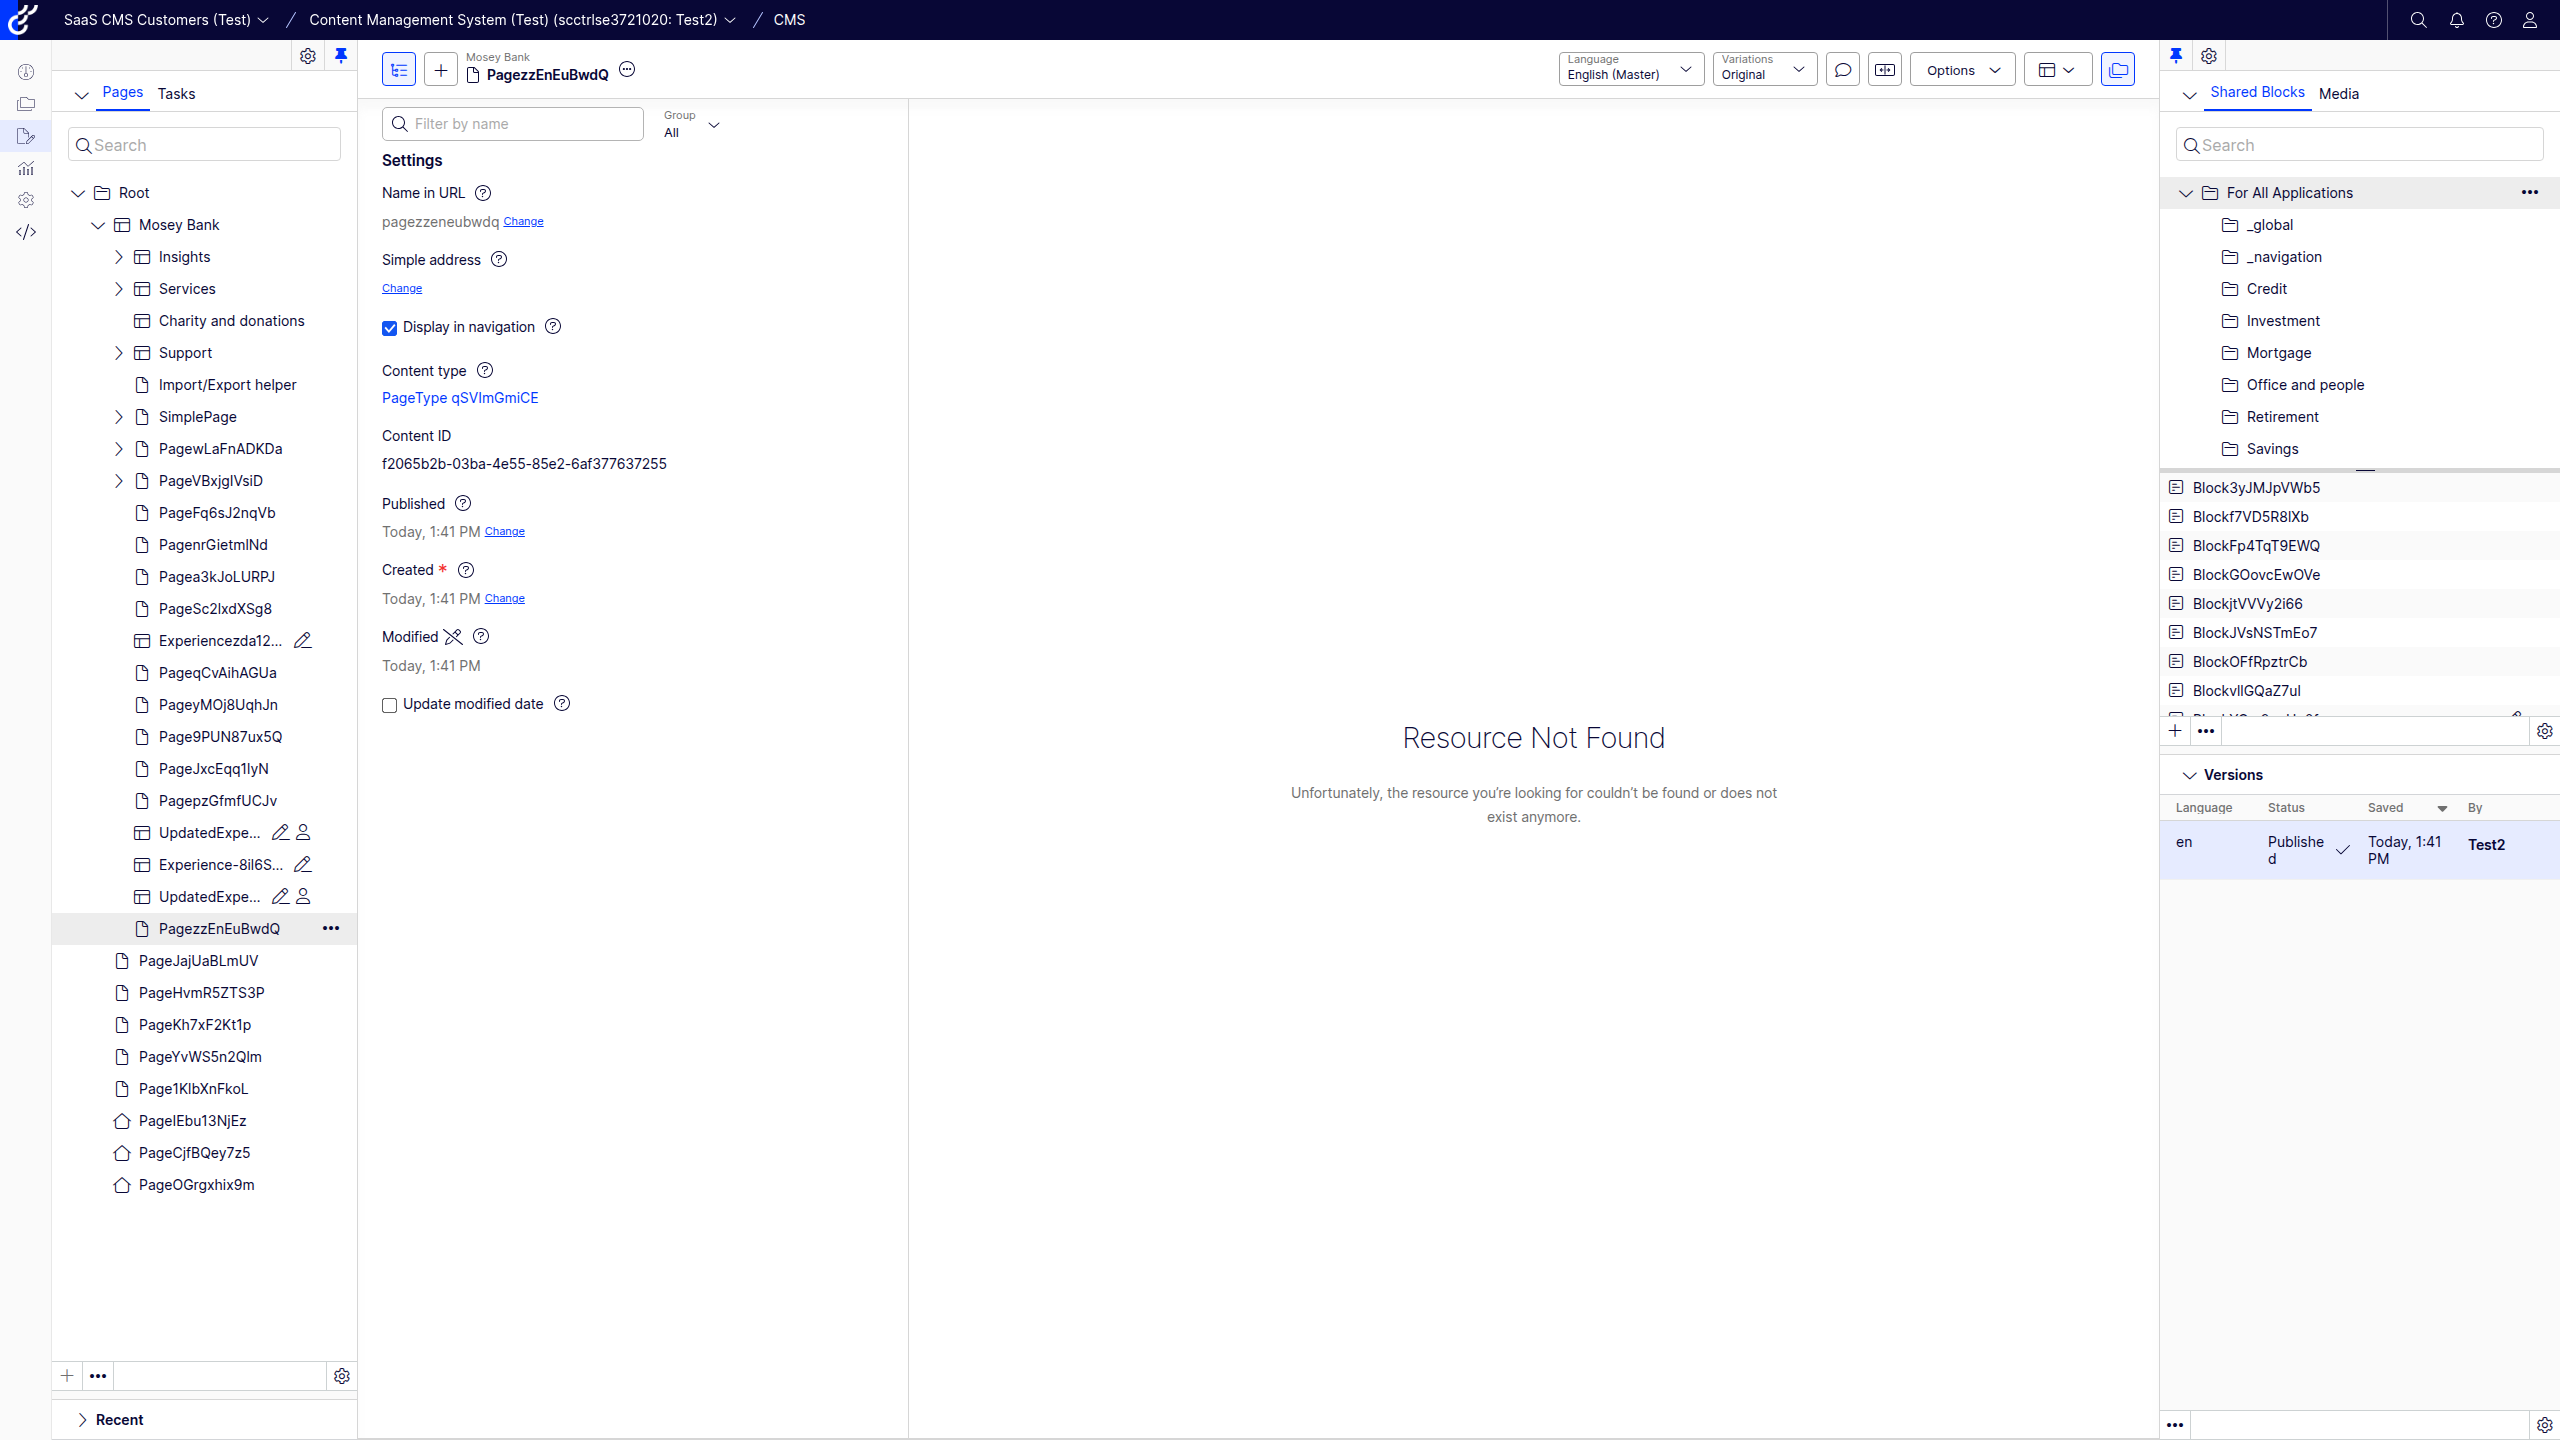 SaaS CMS Customers (Test)
Content Management System (Test) (scctrlse3721020: Test2)
CMS
Pages
Tasks
Search
Root
Mosey Bank
Insights
Services
Charity and donations
Support
Import/Export helper
SimplePage
PagewLaFnADKDa
PageVBxjglVsiD
PageFq6sJ2nqVb
PagenrGietmlNd
Pagea3kJoLURPJ
PageSc2lxdXSg8
Experiencezda12...
PageqCvAihAGUa
PageyMOj8UqhJn
Page9PUN87ux5Q
PageJxcEqq1lyN
PagepzGfmfUCJv
UpdatedExpe...
Experience-8il6S...
UpdatedExpe...
PagezzEnEuBwdQ
PageJajUaBLmUV
PageHvmR5ZTS3P
PageKh7xF2Kt1p
PageYvWS5n2Qlm
Page1KlbXnFkoL
PageIEbu13NjEz
PageCjfBQey7z5
PageOGrgxhix9m
Recent
Mosey Bank
PagezzEnEuBwdQ
Language
English (Master)
Variations
Original
Options
Filter by name
Group
All
Settings
Name in URL
pagezzeneubwdq Change
Simple address
Change
Display in navigation
Content type
PageType qSVImGmiCE
Content ID
f2065b2b-03ba-4e55-85e2-6af377637255
Published
Today, 1:41 PM Change
Created *
Today, 1:41 PM Change
Modified
Today, 1:41 PM
Update modified date
Resource Not Found
Unfortunately, the resource you’re looking for couldn’t be found or does not
exist anymore.
Shared Blocks
Media
Search
For All Applications
_global
_navigation
Credit
Investment
Mortgage
Office and people
Retirement
Savings
Block3yJMJpVWb5
Blockf7VD5R8lXb
BlockFp4TqT9EWQ
BlockGOovcEwOVe
BlockjtVVVy2i66
BlockJVsNSTmEo7
BlockOFfRpztrCb
BlockvllGQaZ7ul
Versions
Language Status Saved By
en Publishe Today, 1:41 Test2
d PM